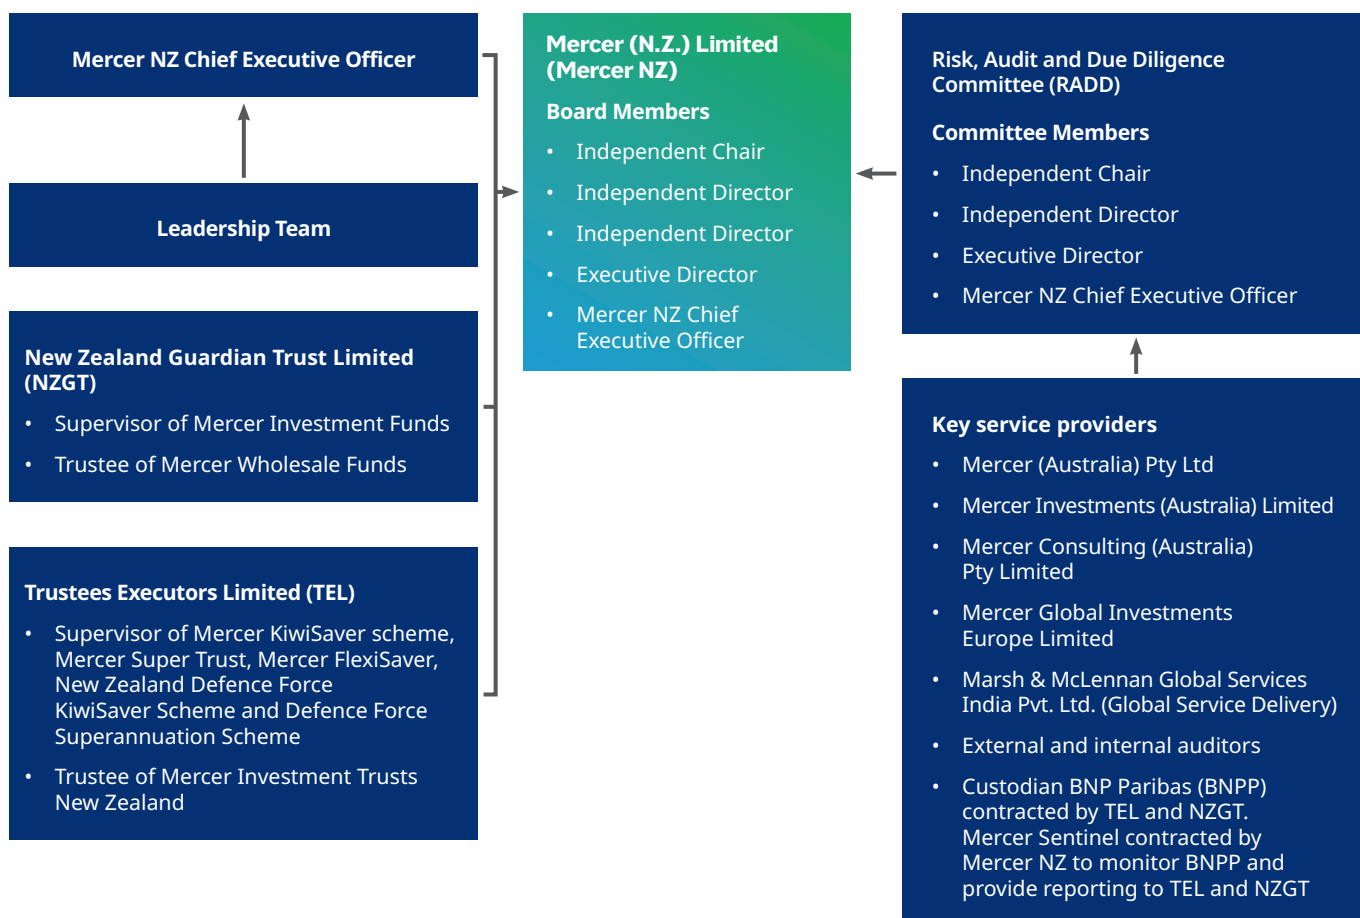 Mercer NZ Chief Executive Officer
Leadership Team
New Zealand Guardian Trust Limited
(NZGT)
• Supervisor of Mercer Investment Funds
• Trustee of Mercer Wholesale Funds
Trustees Executors Limited (TEL)
• Supervisor of Mercer KiwiSaver scheme,
Mercer Super Trust, Mercer FlexiSaver,
New Zealand Defence Force
KiwiSaver Scheme and Defence Force
Superannuation Scheme
• Trustee of Mercer Investment Trusts
New Zealand
Mercer (N.Z.) Limited
(Mercer NZ)
Board Members
• Independent Chair
• Independent Director
• Independent Director
• Executive Director
• Mercer NZ Chief
Executive Officer
Risk, Audit and Due Diligence
Committee (RADD)
Committee Members
• Independent Chair
• Independent Director
• Executive Director
• Mercer NZ Chief Executive Officer
Key service providers
• Mercer (Australia) Pty Ltd
• Mercer Investments (Australia) Limited
• Mercer Consulting (Australia)
Pty Limited
• Mercer Global Investments
Europe Limited
• Marsh & McLennan Global Services
India Pvt. Ltd. (Global Service Delivery)
• External and internal auditors
• Custodian BNP Paribas (BNPP)
contracted by TEL and NZGT.
Mercer Sentinel contracted by
Mercer NZ to monitor BNPP and
provide reporting to TEL and NZGT